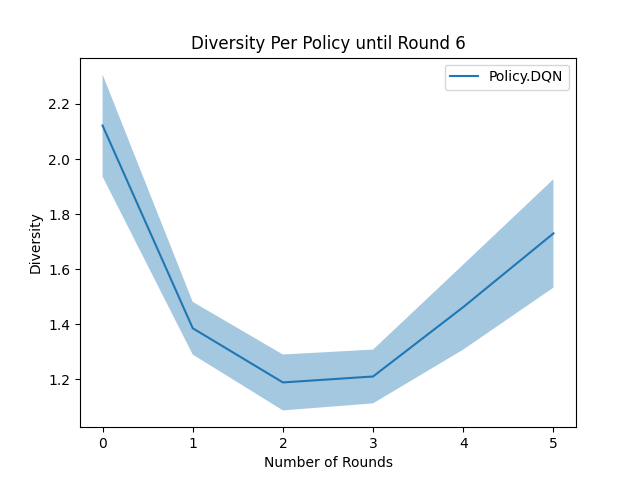 Diversity Per Policy until Round 6
Policy.DQN
2.2
2.0
1.8
1.6
1.4
1.2
Diversity
0 1 2 3 4 5
Number of Rounds